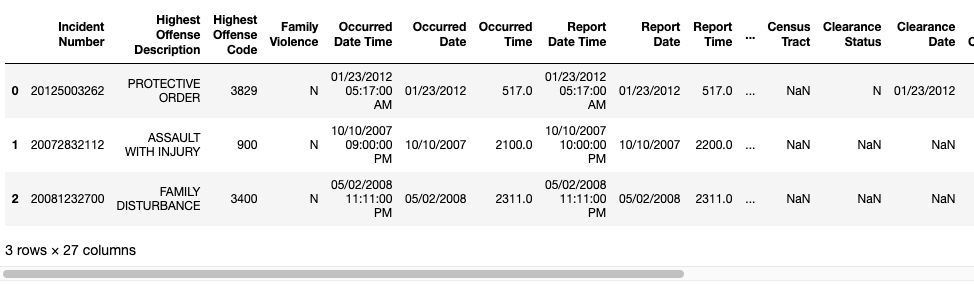 Incident Number Highest Offense Description Highest Offense Code Family Violence Occurred Date Time Occurred Date Occurred Time Report Date Time Report Date Report Time ... Census Tract Clearance Status Clearance Date C
0 20125003262 PROTECTIVE ORDER 3829 N 01/23/2012 05:17:00 AM 01/23/2012 517.0 01/23/2012 05:17:00 AM 01/23/2012 517.0 ... NaN N 01/23/2012
1 20072832112 ASSAULT WITH INJURY 900 N 10/10/2007 09:00:00 PM 10/10/2007 2100.0 10/10/2007 10:00:00 PM 10/10/2007 2200.0 ... NaN NaN NaN
2 20081232700 FAMILY DISTURBANCE 3400 N 05/02/2008 11:11:00 PM 05/02/2008 2311.0 05/02/2008 11:11:00 PM 05/02/2008 2311.0 ... NaN NaN NaN
3 rows × 27 columns